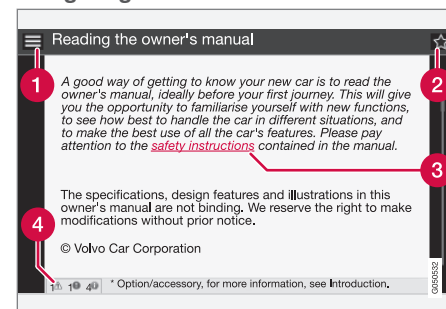 Reading the owner's manual
1
2
A good way of getting to know your new car is to read the
owner's manual, ideally before your first journey. This will give
you the opportunity to familiarise yourself with new functions,
to see how best to handle the car in different situations, and
to make the best use of all the car's features. Please pay
attention to the safety instructions contained in the manual.
3
The specifications, design features and illustrations in this
owner's manual are not binding. We reserve the right to make
modifications without prior notice.
4
© Volvo Car Corporation
1 1 4 * Option/accessory, for more information, see Introduction.
G050532